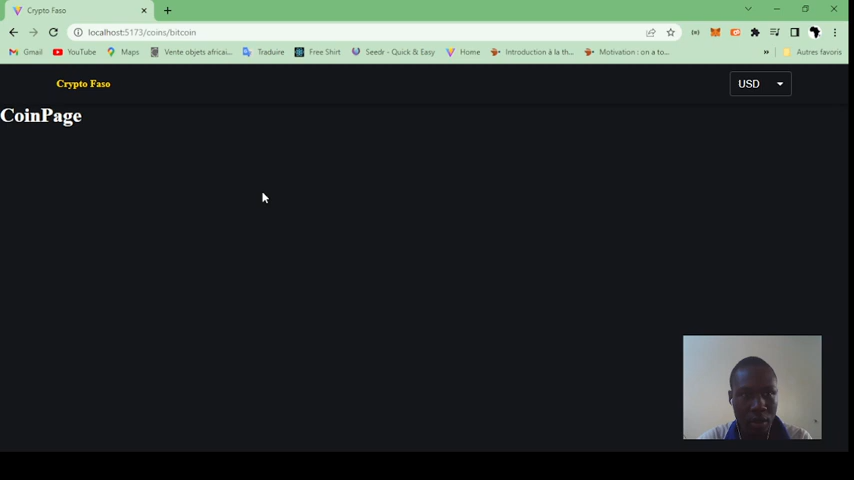 Crypto Faso
localhost:5173/coins/bitcoin
Gmail YouTube Maps Vente objets africai... Traduire Free Shirt Seedr - Quick & Easy Home Introduction à la th... Motivation : on a to... » Autres favoris
Crypto Faso USD
CoinPage